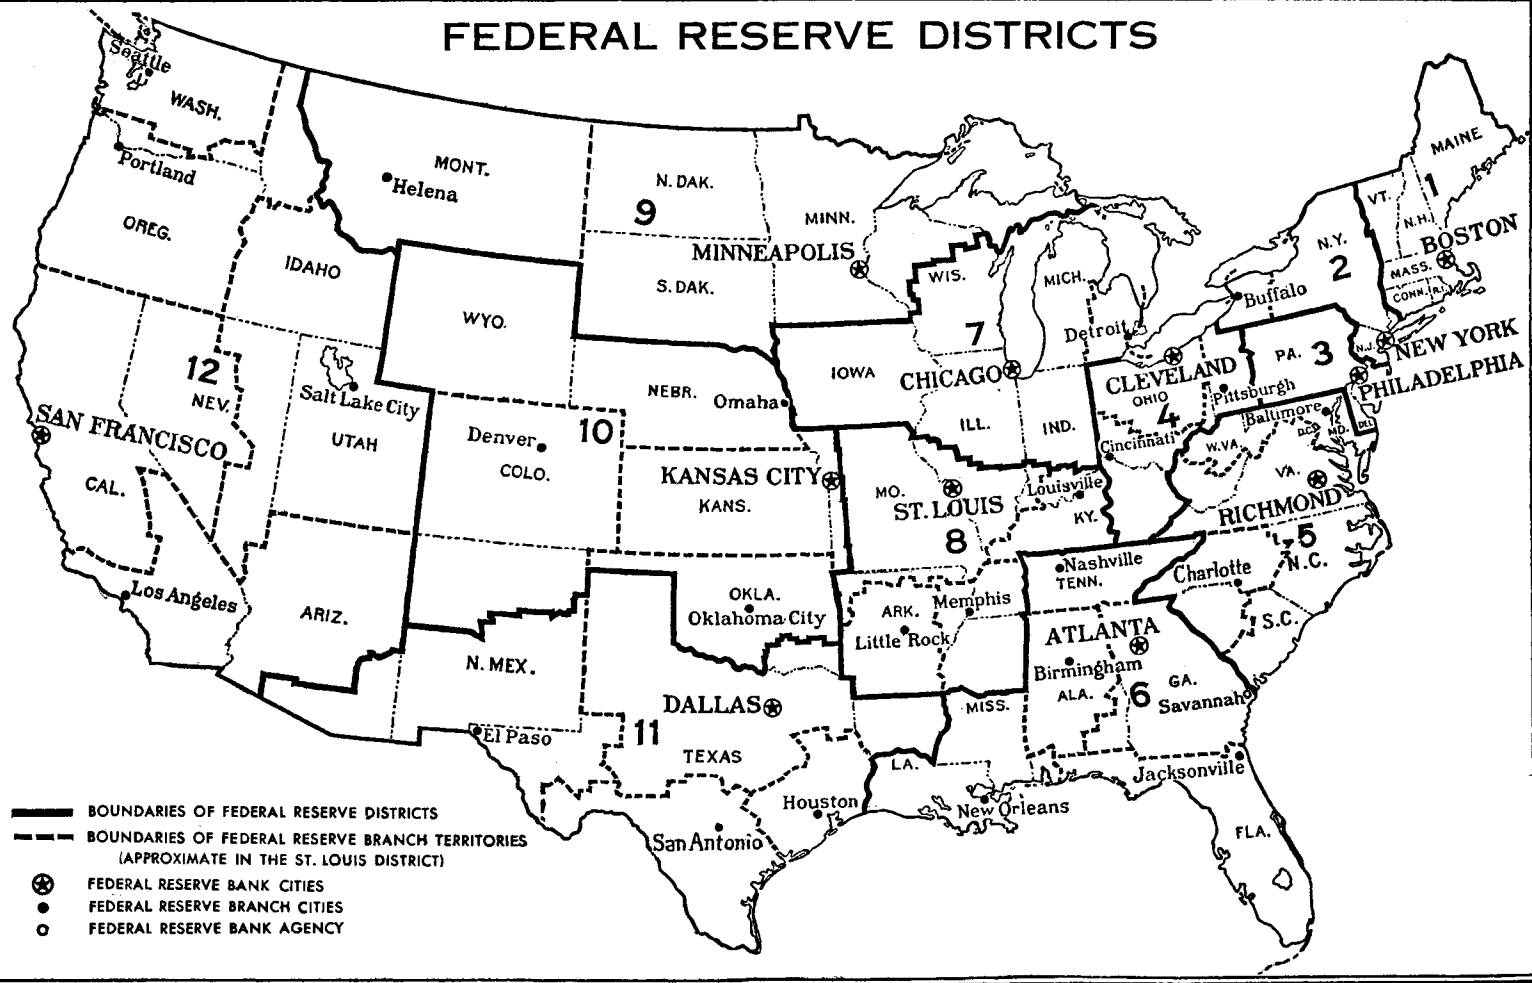 FEDERAL RESERVE DISTRICTS
Seattle
WASH.
Portland
OREG.
MONT.
Helena
IDAHO
N. DAK.
9
MINN.
MINNEAPOLIS
S. DAK.
WYO.
WIS.
MICH.
7
Detroit
IOWA
CHICAGO
ILL.
IND.
MAINE
VT.
1
N.H.
BOSTON
MASS.
CONN.
R.I.
N.Y.
2
Buffalo
NEW YORK
N.J.
PA.
3
PHILADELPHIA
CLEVELAND
OHIO
4
Pittsburgh
Cincinnati
Baltimore
D.C.
MD.
DEL.
W.VA.
VA.
RICHMOND
5
N.C.
Charlotte
S.C.
12
NEV.
Salt Lake City
UTAH
SAN FRANCISCO
CAL.
Los Angeles
ARIZ.
NEBR.
Omaha
10
Denver
COLO.
KANSAS CITY
KANS.
MO.
ST. LOUIS
8
Louisville
KY.
Nashville
TENN.
OKLA.
Oklahoma City
ARK.
Memphis
Little Rock
ATLANTA
Birmingham
ALA.
6
GA.
Savannah
MISS.
N. MEX.
DALLAS
11
El Paso
TEXAS
LA.
Jacksonville
Houston
New Orleans
San Antonio
FLA.
BOUNDARIES OF FEDERAL RESERVE DISTRICTS
BOUNDARIES OF FEDERAL RESERVE BRANCH TERRITORIES
(APPROXIMATE IN THE ST. LOUIS DISTRICT)
FEDERAL RESERVE BANK CITIES
FEDERAL RESERVE BRANCH CITIES
FEDERAL RESERVE BANK AGENCY